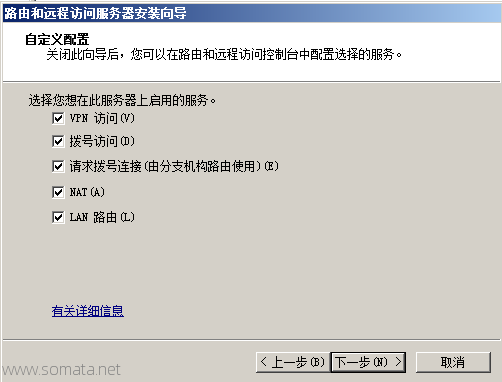 路由和远程访问服务器安装向导
自定义配置
关闭此向导后，您可以在路由和远程访问控制台中配置选择的服务。
选择您想在此服务器上启用的服务。
VPN 访问(V)
拨号访问(D)
请求拨号连接(由分支机构路由使用)(E)
NAT(A)
LAN 路由(L)
有关详细信息
< 上一步(B) 下一步(N) > 取消
www.somata.net